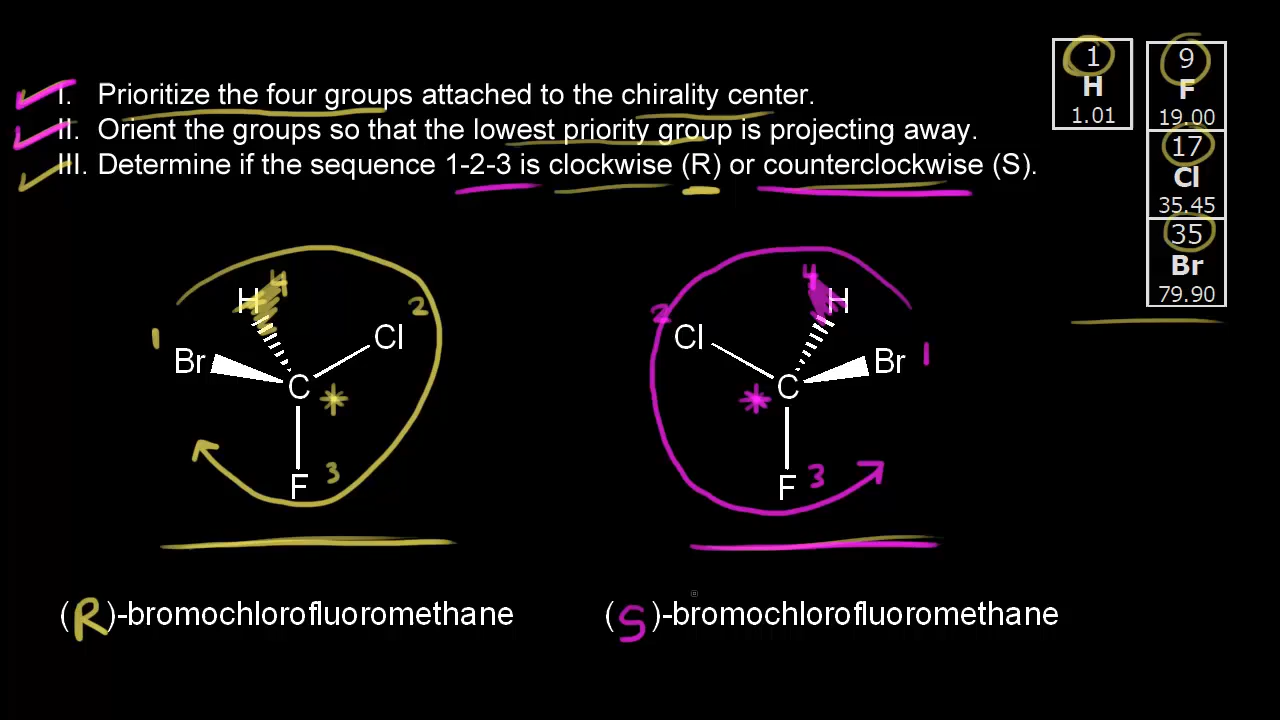 I. Prioritize the four groups attached to the chirality center.
II. Orient the groups so that the lowest priority group is projecting away.
III. Determine if the sequence 1-2-3 is clockwise (R) or counterclockwise (S).
1
H
1.01
9
F
19.00
17
Cl
35.45
35
Br
79.90
4
H
2
Cl
1
Br
C
*
F
3
4
H
2
Cl
Br
1
C
*
F
3
(R)-bromochlorofluoromethane
(S)-bromochlorofluoromethane